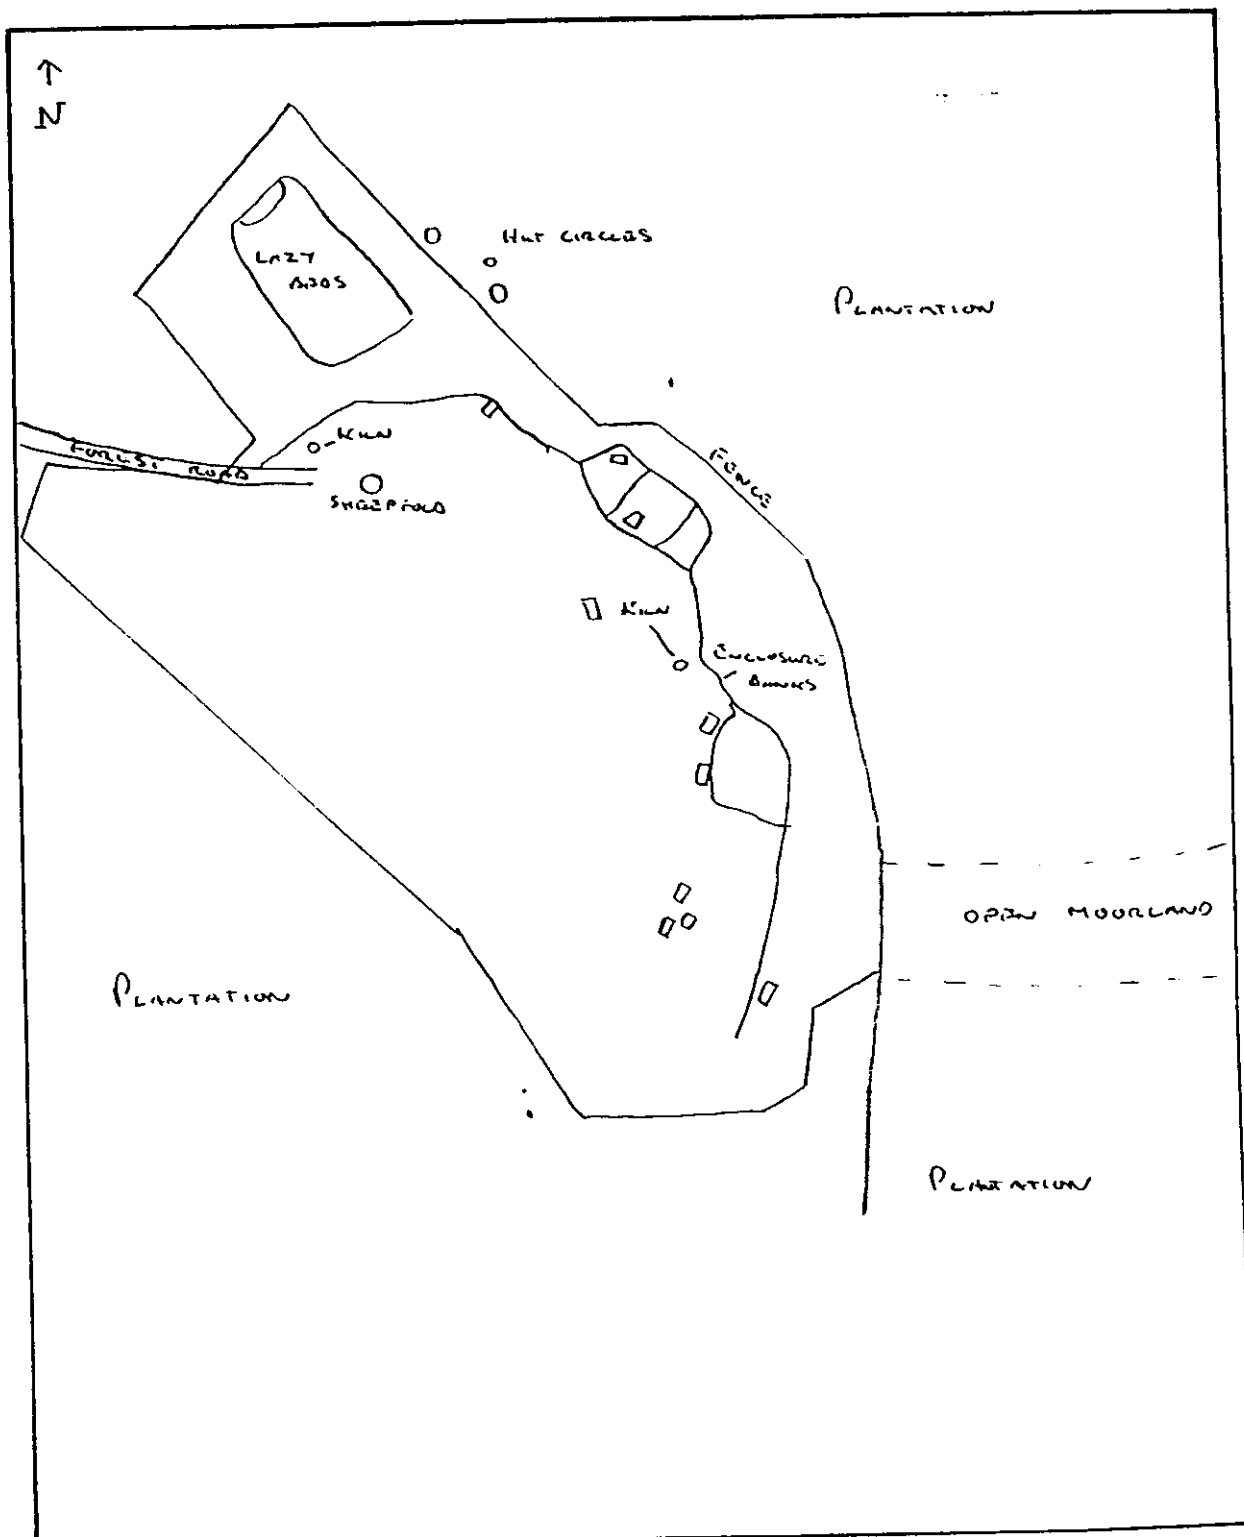 N
HUT CIRCLES
LAZY
BEDS
PLANTATION
KILN
FOREST ROAD
SHEEPFOLD
FENCE
KILN
ENCLOSURE
BANKS
OPEN MOORLAND
PLANTATION
PLANTATION